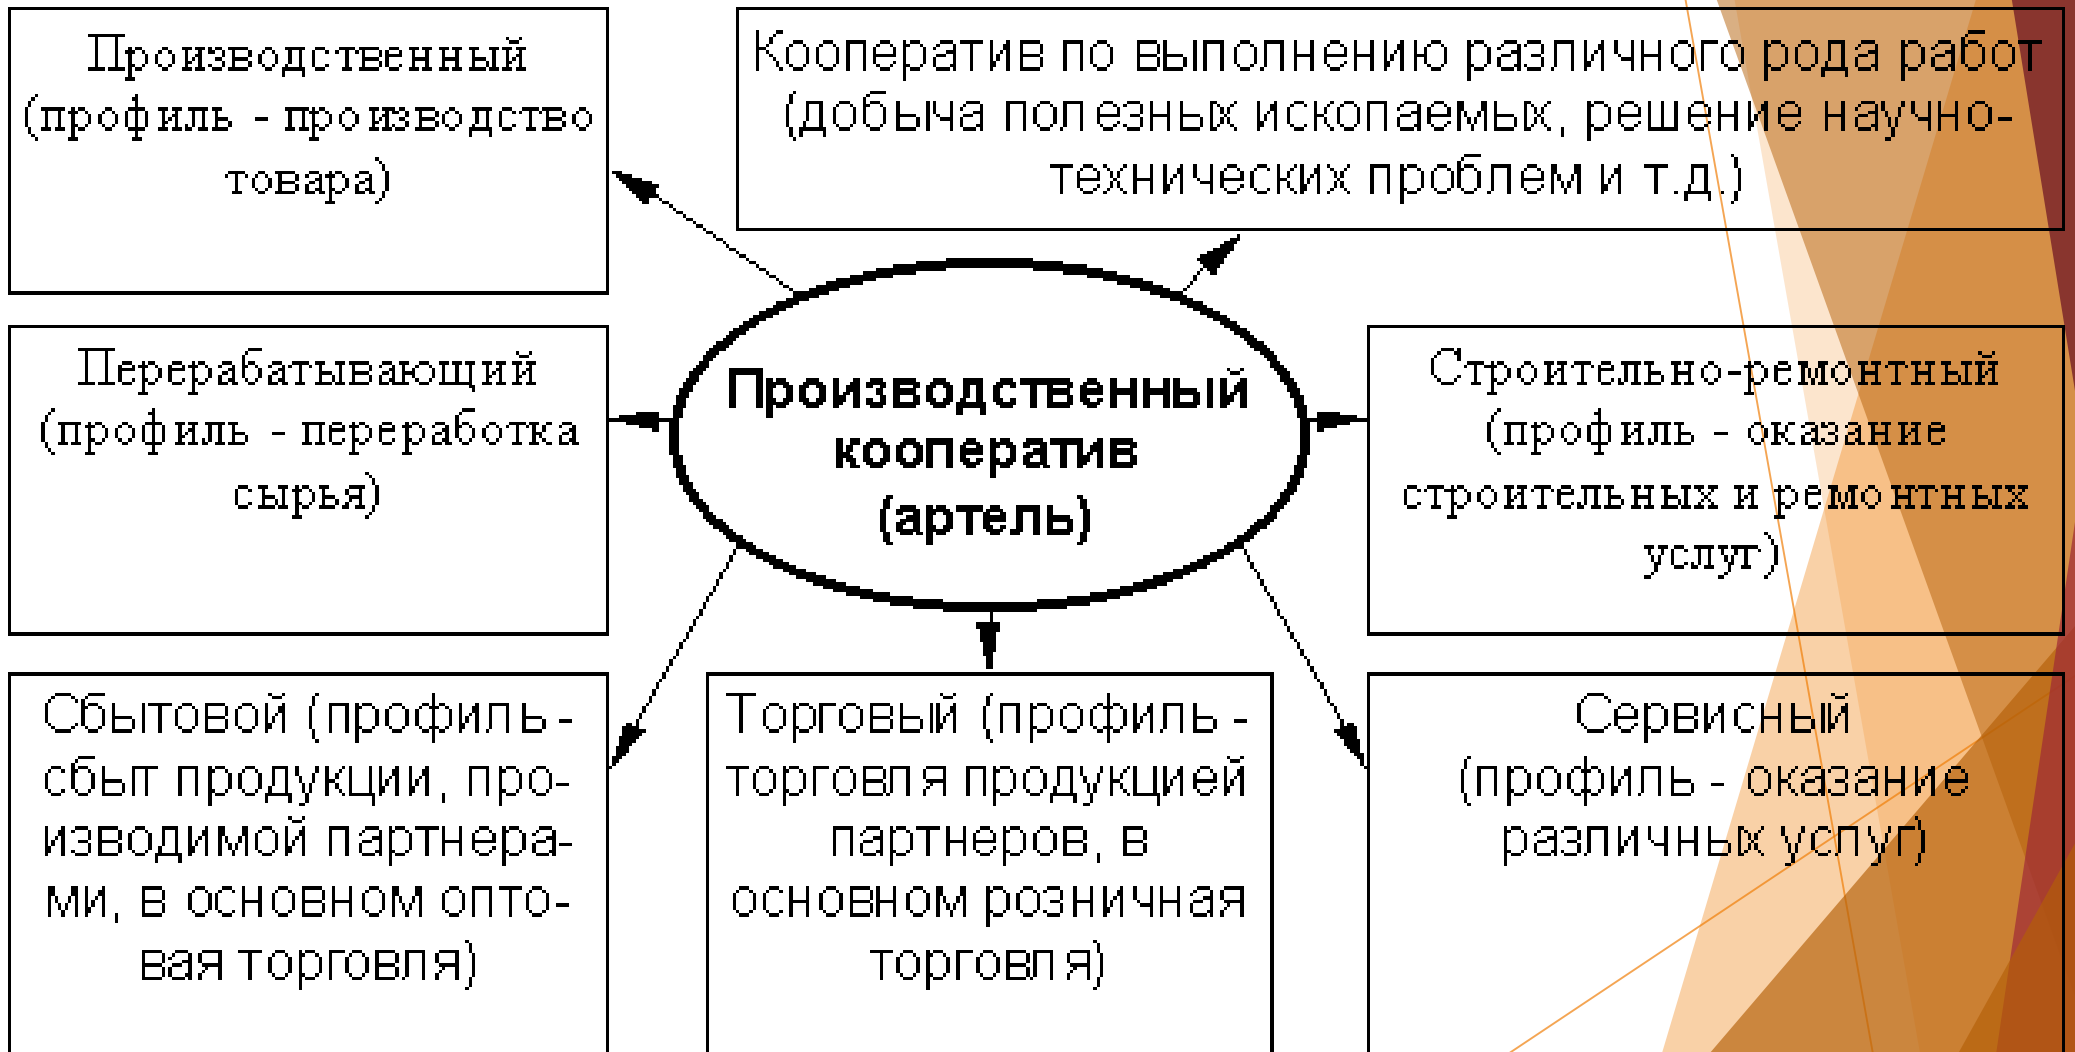 Производственный
(профиль - производство
товара)
Кооператив по выполнению различного рода работ
(добыча полезных ископаемых, решение научно-
технических проблем и т.д.)
Перерабатывающий
(профиль - переработка
сырья)
Производственный
кооператив
(артель)
Строительно-ремонтный
(профиль - оказание
строительных и ремонтных
услуг)
Сбытовой (профиль -
сбыт продукции, про-
изводимой партнера-
ми, в основном опто-
вая торговля)
Торговый (профиль -
торговля продукцией
партнеров, в
основном розничная
торговля)
Сервисный
(профиль - оказание
различных услуг)